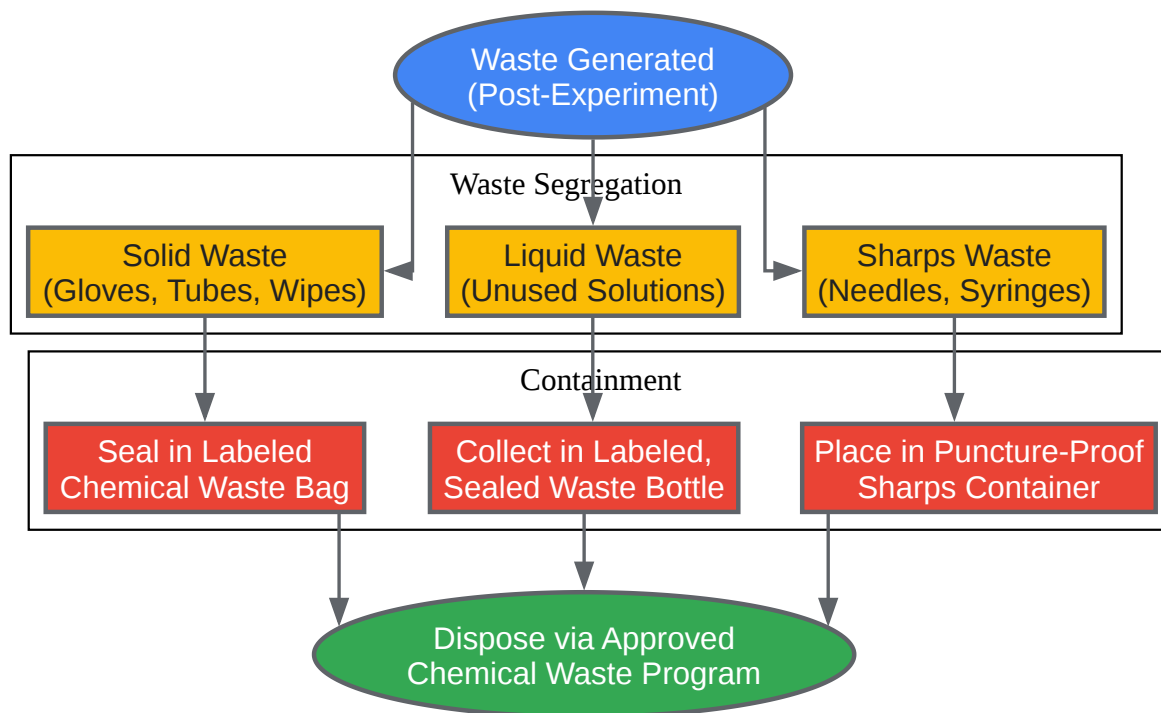 Waste Generated
(Post-Experiment)
Waste Segregation
Solid Waste
(Gloves, Tubes, Wipes)
Liquid Waste
(Unused Solutions)
Sharps Waste
(Needles, Syringes)
Containment
Seal in Labeled
Chemical Waste Bag
Collect in Labeled,
Sealed Waste Bottle
Place in Puncture-Proof
Sharps Container
Dispose via Approved
Chemical Waste Program